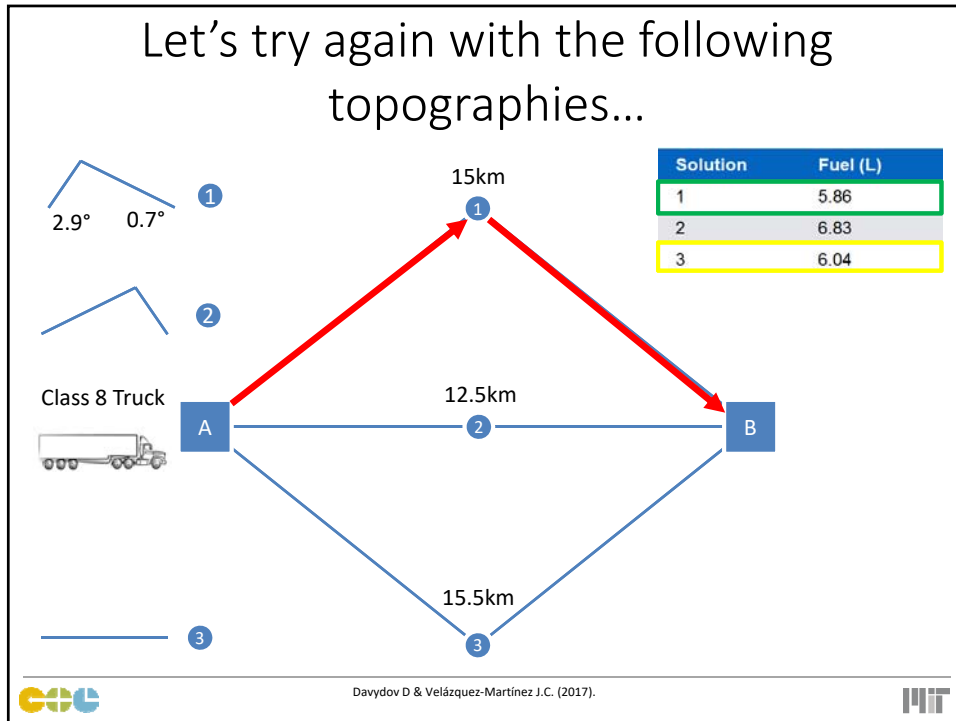 Let’s try again with the following
topographies…
1
2.9°
0.7°
2
Class 8 Truck
3
15km
1
A
12.5km
2
B
15.5km
3
Solution Fuel (L)
1 5.86
2 6.83
3 6.04
Davydov D & Velázquez-Martínez J.C. (2017).
MIT